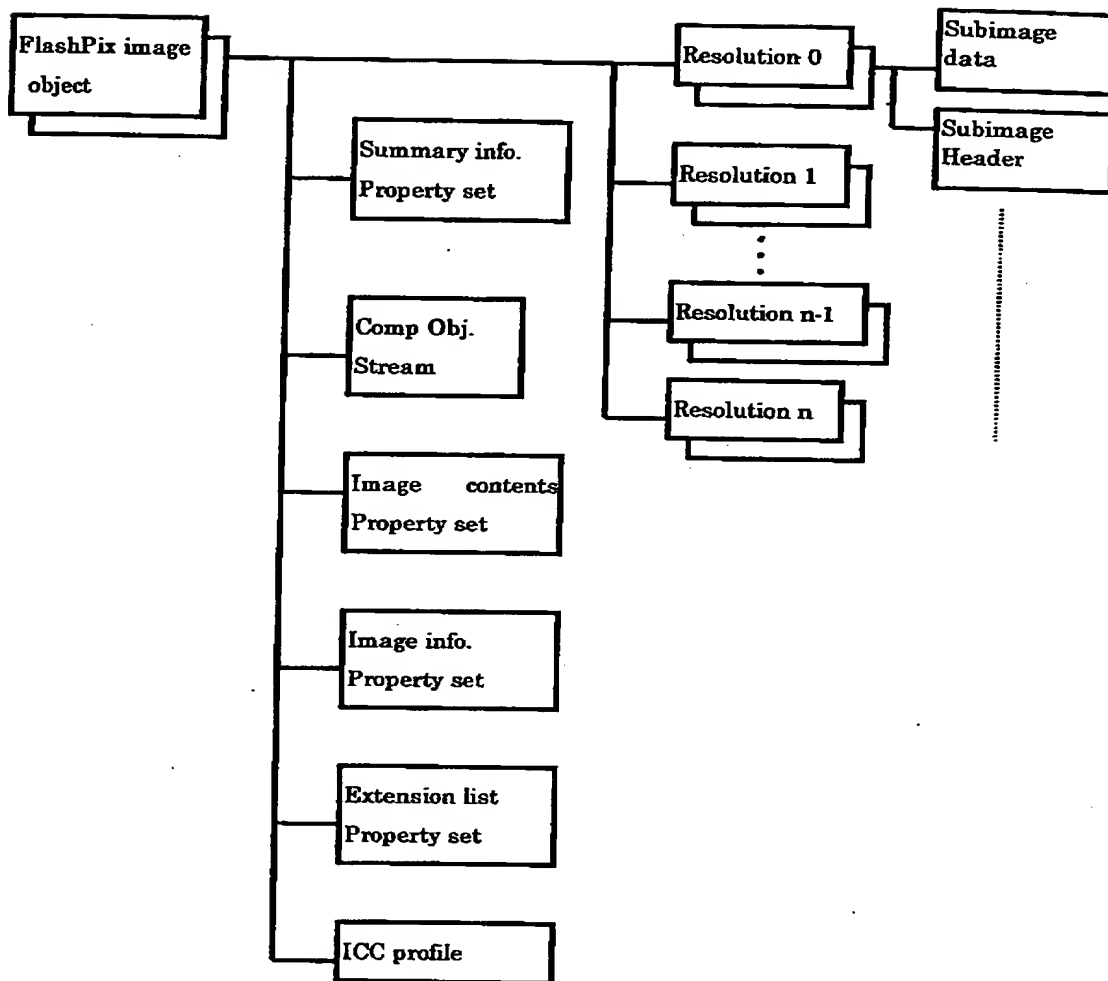 FlashPix image
object
Summary info.
Property set
Comp Obj.
Stream
Image contents
Property set
Image info.
Property set
Extension list
Property set
ICC profile
Resolution 0
Resolution 1
Resolution n-1
Resolution n
Subimage
data
Subimage
Header